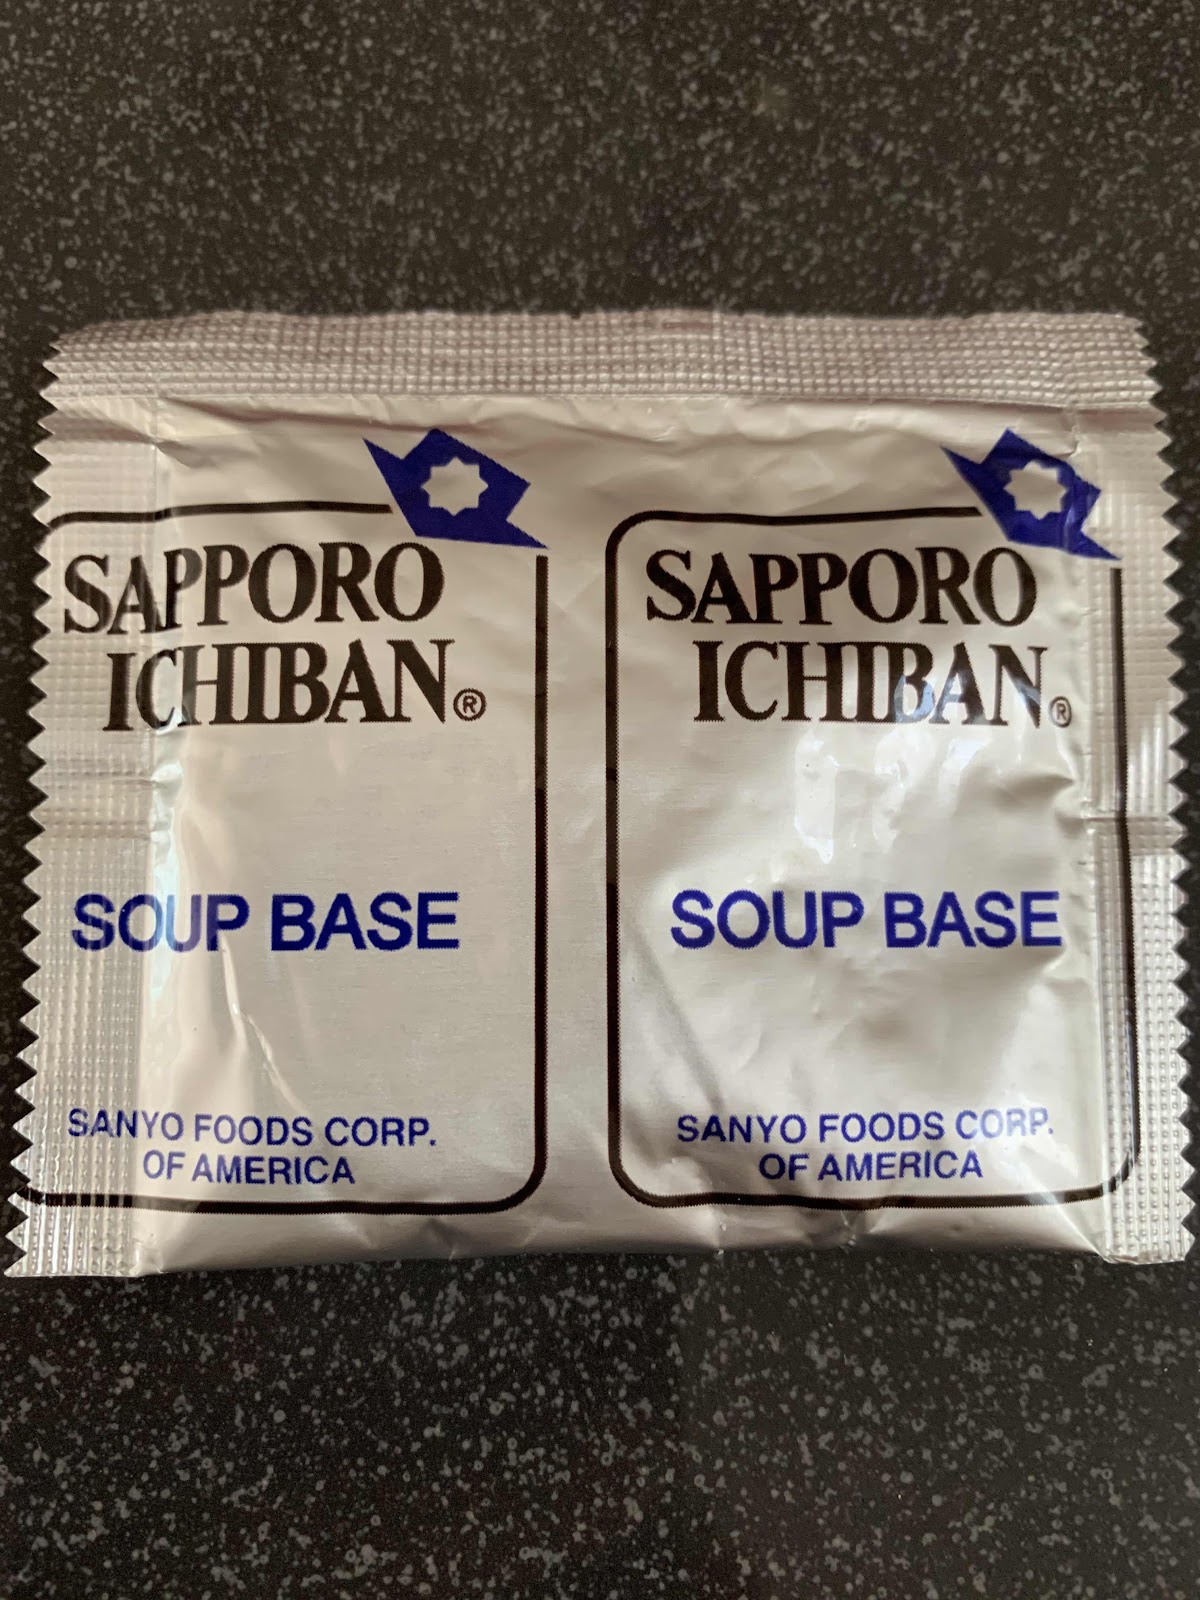 SAPPORO
ICHIBAN®
SOUP BASE
SANYO FOODS CORP.
OF AMERICA
SAPPORO
ICHIBAN®
SOUP BASE
SANYO FOODS CORP.
OF AMERICA